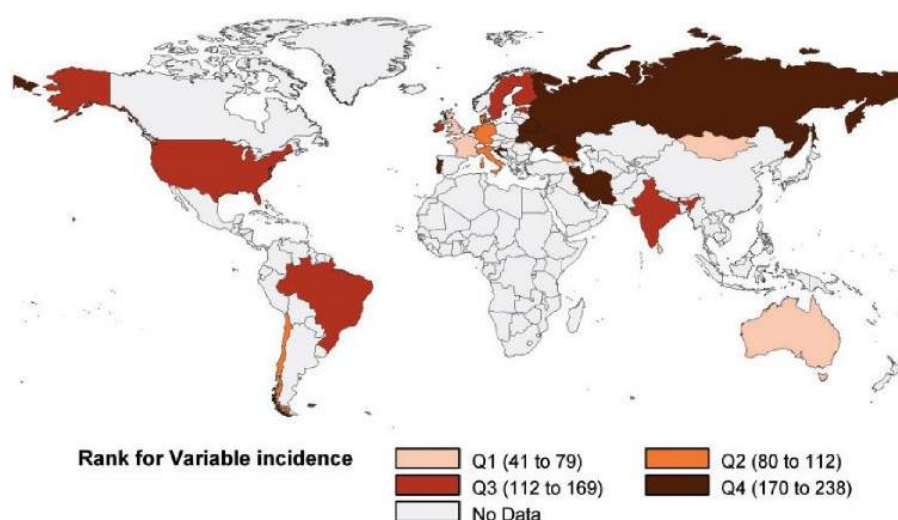 Rank for Variable incidence
Q1 (41 to 79)
Q2 (80 to 112)
Q3 (112 to 169)
Q4 (170 to 238)
No Data